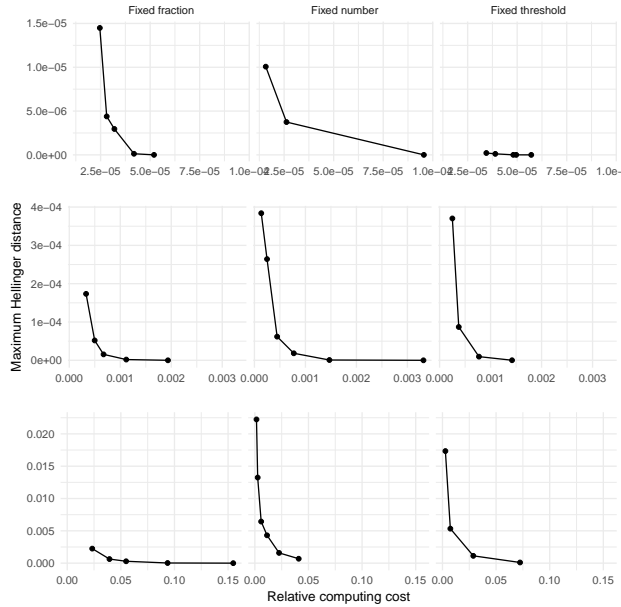 Fixed fraction Fixed number Fixed threshold
1.5e−05
1.0e−05
5.0e−06
0.0e+00
2.5e−05 5.0e−05 7.5e−05 1.0e−04 2.5e−05 5.0e−05 7.5e−05 1.0e−04 2.5e−05 5.0e−05 7.5e−05 1.0e−
Maximum Hellinger distance
4e−04
2e−04
1e−04
0e+00
0.000 0.001 0.002 0.003 0.000 0.001 0.002 0.003 0.000 0.001 0.002 0.003
0.020
0.015
0.010
0.005
0.000
0.00 0.05 0.10 0.15 0.00 0.05 0.10 0.15 0.00 0.05 0.10 0.15
Relative computing cost